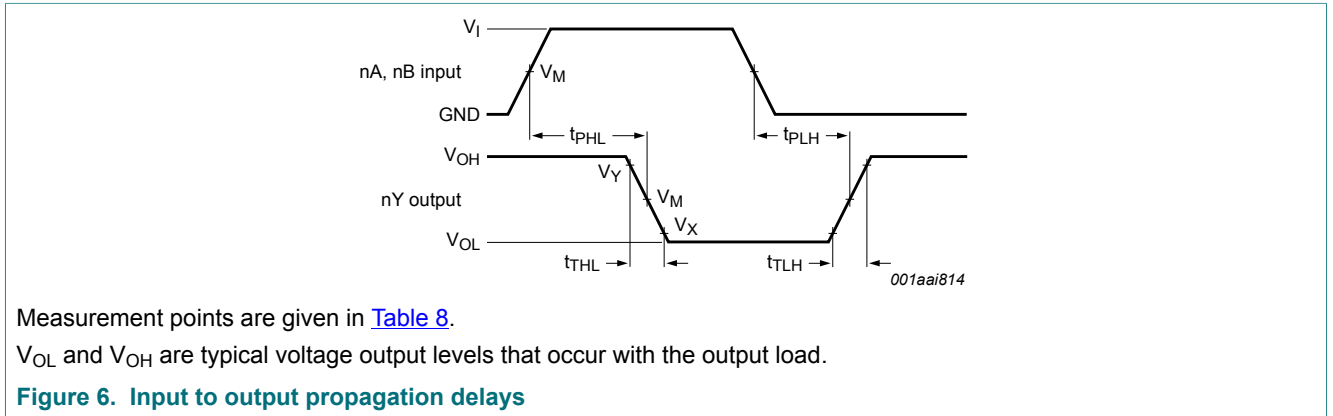 V_I
nA, nB input V_M
GND
t_PHL t_PLH
V_OH
V_Y
nY output V_M
V_X
V_OL
t_THL t_TLH
001aai814
Measurement points are given in Table 8.
V_OL and V_OH are typical voltage output levels that occur with the output load.
Figure 6. Input to output propagation delays